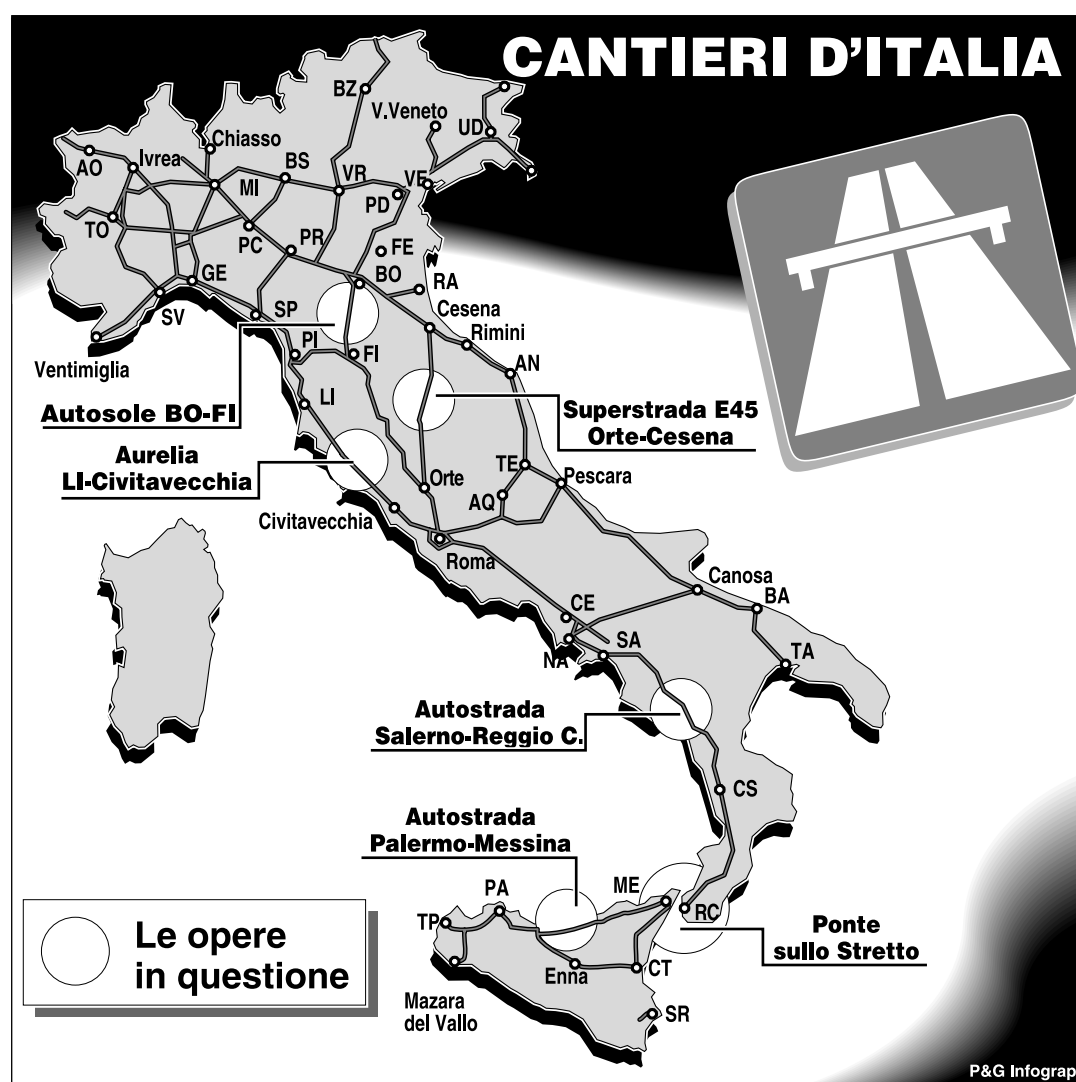 CANTIERI D'ITALIA
BZ
V.Veneto
UD
Chiasso
AO
Ivrea
BS
MI
VR
VE
PD
TO
PC
PR
FE
BO
GE
RA
SV
SP
Cesena
Rimini
PI
FI
AN
Ventimiglia
LI
Autosole BO-FI
Superstrada E45
Orte-Cesena
Aurelia
LI-Civitavecchia
TE
Pescara
Orte
AQ
Civitavecchia
Roma
Canosa
CE
BA
SA
NA
TA
Autostrada
Salerno-Reggio C.
CS
Autostrada
Palermo-Messina
PA
ME
RC
TP
Ponte
sullo Stretto
Le opere
in questione
Enna
CT
Mazara
del Vallo
SR
P&G Infograp